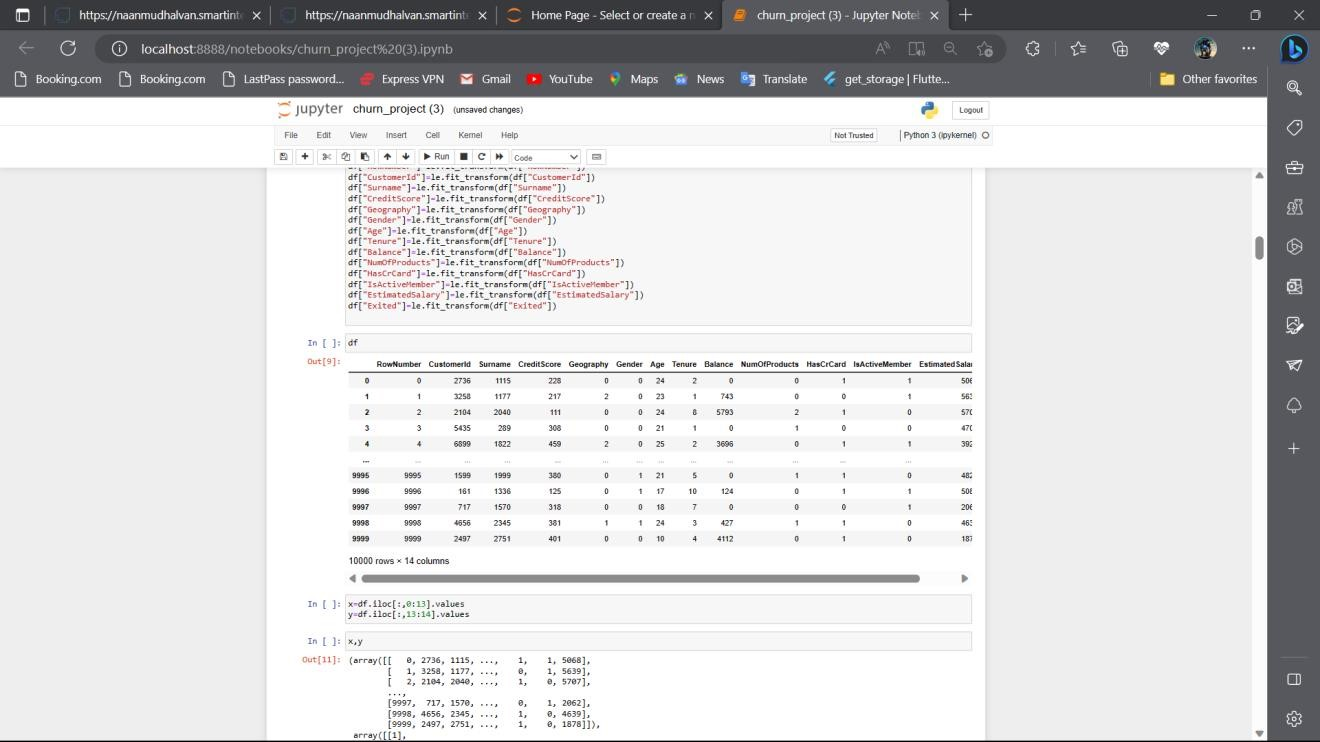 https://naanmudhalvan.smartinte
https://naanmudhalvan.smartinte
Home Page - Select or create a n
churn_project (3) - Jupyter Noteb
localhost:8888/notebooks/churn_project%20(3).ipynb
Booking.com
Booking.com
LastPass password...
Express VPN
Gmail
YouTube
Maps
News
Translate
get_storage | Flutte...
Other favorites
jupyter churn_project (3) (unsaved changes)
Logout
File Edit View Insert Cell Kernel Help
Not Trusted
Python 3 (ipykernel)
Run
Code
df["CustomerId"]=le.fit_transform(df["CustomerId"])
df["Surname"]=le.fit_transform(df["Surname"])
df["CreditScore"]=le.fit_transform(df["CreditScore"])
df["Geography"]=le.fit_transform(df["Geography"])
df["Gender"]=le.fit_transform(df["Gender"])
df["Age"]=le.fit_transform(df["Age"])
df["Tenure"]=le.fit_transform(df["Tenure"])
df["Balance"]=le.fit_transform(df["Balance"])
df["NumOfProducts"]=le.fit_transform(df["NumOfProducts"])
df["HasCrCard"]=le.fit_transform(df["HasCrCard"])
df["IsActiveMember"]=le.fit_transform(df["IsActiveMember"])
df["EstimatedSalary"]=le.fit_transform(df["EstimatedSalary"])
df["Exited"]=le.fit_transform(df["Exited"])
In [ ]: df
Out[9]:
RowNumber CustomerId Surname CreditScore Geography Gender Age Tenure Balance NumOfProducts HasCrCard IsActiveMember EstimatedSalar
0 0 2736 1115 228 0 0 24 2 0 0 1 1 506
1 1 3258 1177 217 2 0 23 1 743 0 0 1 563
2 2 2104 2040 111 0 0 24 8 5793 2 1 0 570
3 3 5435 289 308 0 0 21 1 0 1 0 0 470
4 4 6899 1822 459 2 0 25 2 3696 0 1 1 392
... ... ... ... ... ... ... ... ... ... ... ... ...
9995 9995 1599 1999 380 0 1 21 5 0 1 1 0 482
9996 9996 161 1336 125 0 1 17 10 124 0 1 1 508
9997 9997 717 1570 318 0 0 18 7 0 0 0 1 206
9998 9998 4656 2345 381 1 1 24 3 427 1 1 0 463
9999 9999 2497 2751 401 0 0 10 4 4112 0 1 0 187
10000 rows × 14 columns
In [ ]: x=df.iloc[:,0:13].values
y=df.iloc[:,13:14].values
In [ ]: x,y
Out[11]: (array([[ 0, 2736, 1115, ..., 1, 1, 5068],
[ 1, 3258, 1177, ..., 0, 1, 5639],
[ 2, 2104, 2040, ..., 1, 0, 5707],
...,
[9997, 717, 1570, ..., 0, 1, 2062],
[9998, 4656, 2345, ..., 1, 0, 4639],
[9999, 2497, 2751, ..., 1, 0, 1878]]),
array([[1],